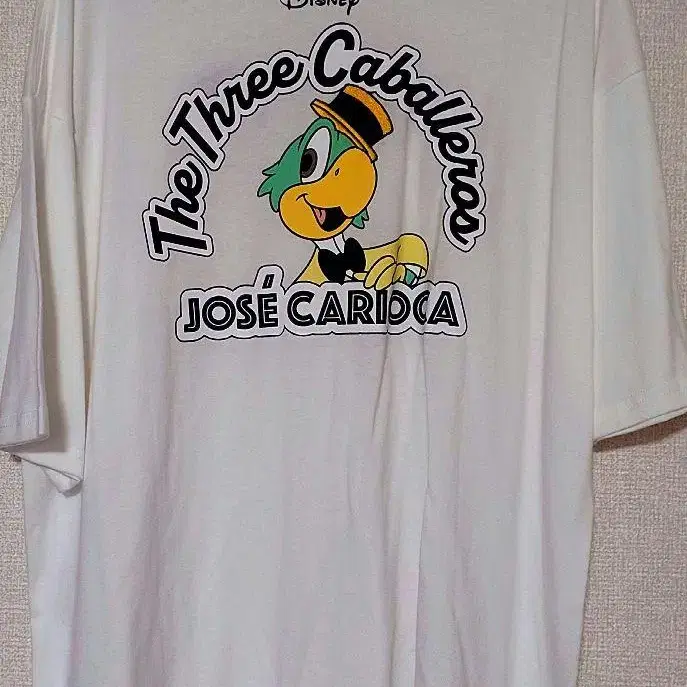 Disney
The Three Caballeros
JOSÉ CARIOCA